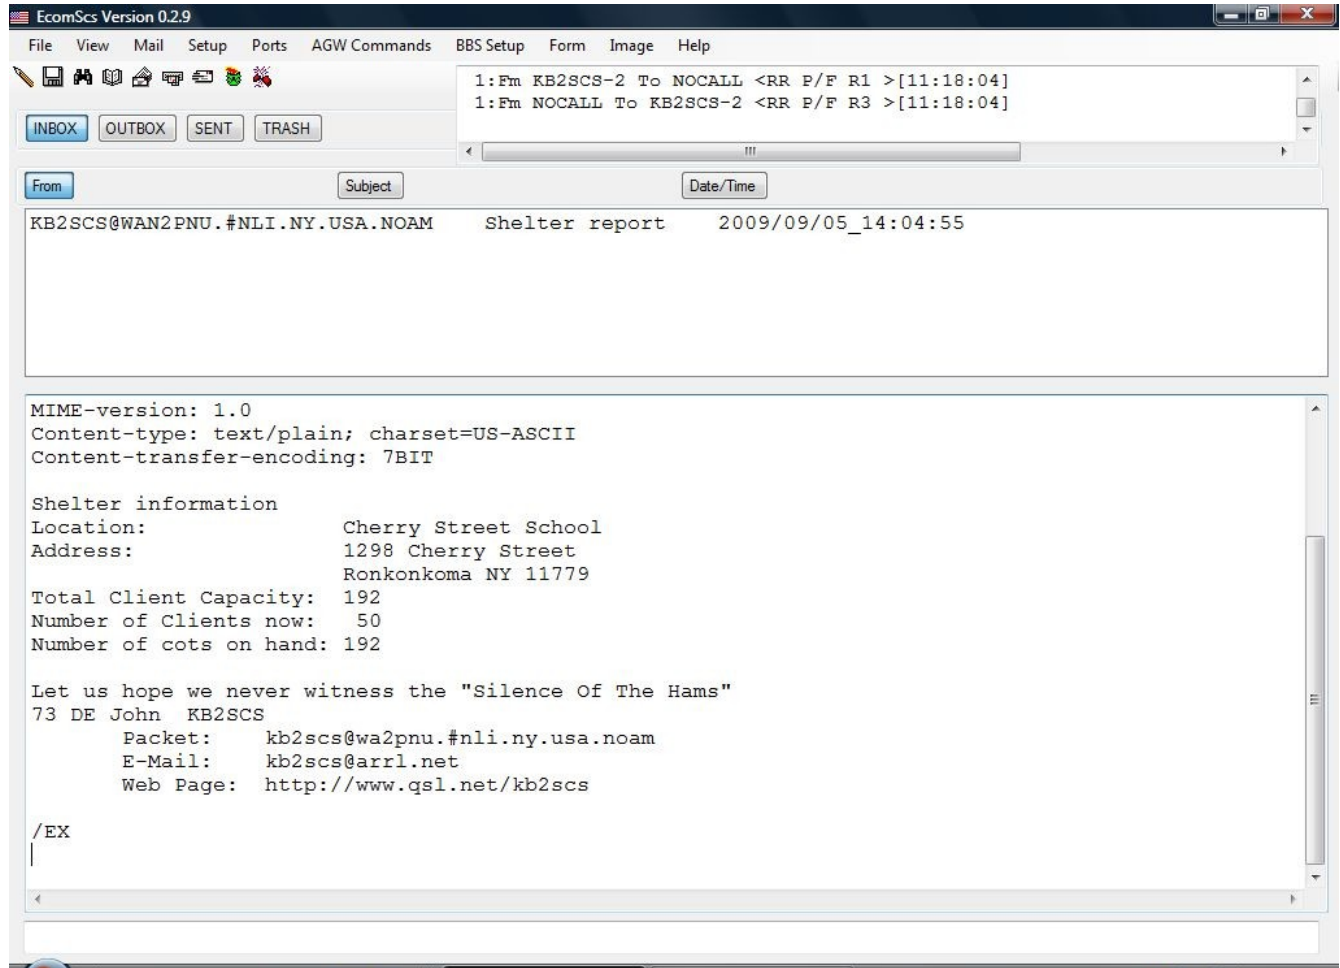 EcomScs Version 0.2.9
File View Mail Setup Ports AGW Commands BBS Setup Form Image Help
1:Fm KB2SCS-2 To NOCALL <RR P/F R1 >[11:18:04]
1:Fm NOCALL To KB2SCS-2 <RR P/F R3 >[11:18:04]
INBOX OUTBOX SENT TRASH
From Subject Date/Time
KB2SCS@WAN2PNU.#NLI.NY.USA.NOAM Shelter report 2009/09/05_14:04:55
MIME-version: 1.0
Content-type: text/plain; charset=US-ASCII
Content-transfer-encoding: 7BIT
Shelter information
Location: Cherry Street School
Address: 1298 Cherry Street
Ronkonkoma NY 11779
Total Client Capacity: 192
Number of Clients now: 50
Number of cots on hand: 192
Let us hope we never witness the "Silence Of The Hams"
73 DE John KB2SCS
Packet: kb2scs@wa2pnu.#nli.ny.usa.noam
E-Mail: kb2scs@arrl.net
Web Page: http://www.qsl.net/kb2scs
/EX